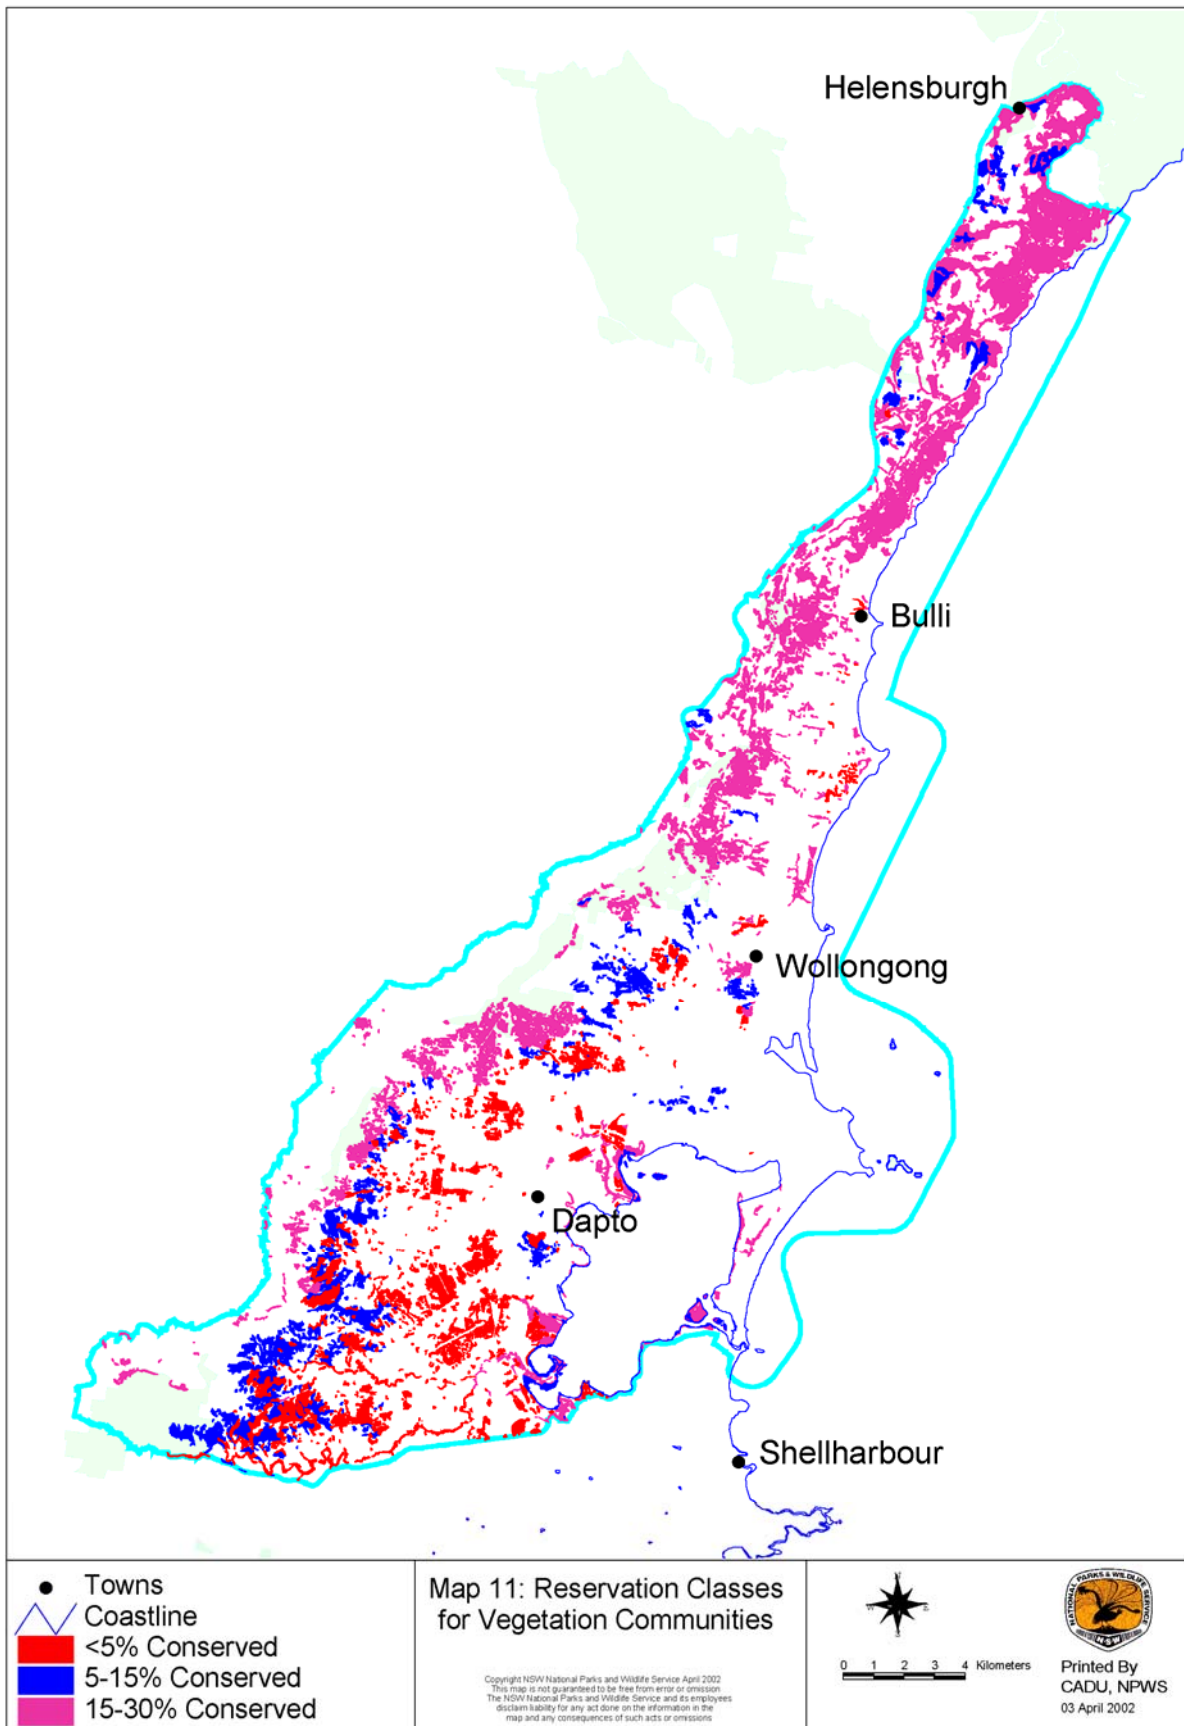 Helensburgh
Bulli
Wollongong
Dapto
Shellharbour
Towns
Coastline
<5% Conserved
5-15% Conserved
15-30% Conserved
Map 11: Reservation Classes
for Vegetation Communities
Copyright NSW National Parks and Wildlife Service April 2002
This map is not guaranteed to be free from error or omission
The NSW National Parks and Wildlife Service and its employees
disclaim liability for any act done on the information in the
map and any consequences of such acts or omissions
N
S
0 1 2 3 4 Kilometers
NATIONAL PARKS & WILDLIFE SERVICE
N·S·W
Printed By
CADU, NPWS
03 April 2002